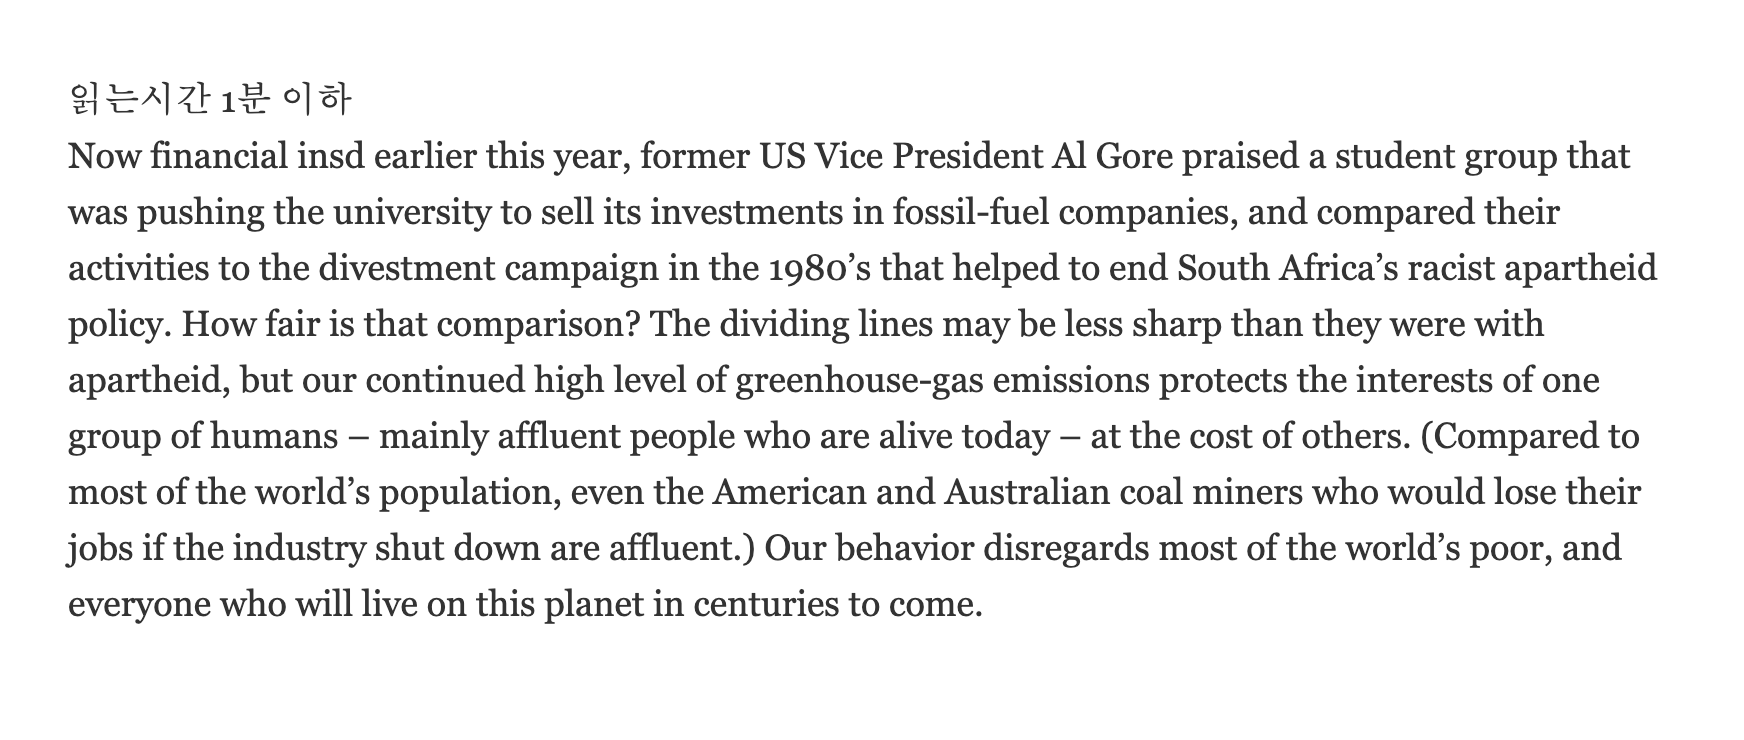 읽는시간 1분 이하
Now financial insd earlier this year, former US Vice President Al Gore praised a student group that
was pushing the university to sell its investments in fossil-fuel companies, and compared their
activities to the divestment campaign in the 1980’s that helped to end South Africa’s racist apartheid
policy. How fair is that comparison? The dividing lines may be less sharp than they were with
apartheid, but our continued high level of greenhouse-gas emissions protects the interests of one
group of humans – mainly affluent people who are alive today – at the cost of others. (Compared to
most of the world’s population, even the American and Australian coal miners who would lose their
jobs if the industry shut down are affluent.) Our behavior disregards most of the world’s poor, and
everyone who will live on this planet in centuries to come.